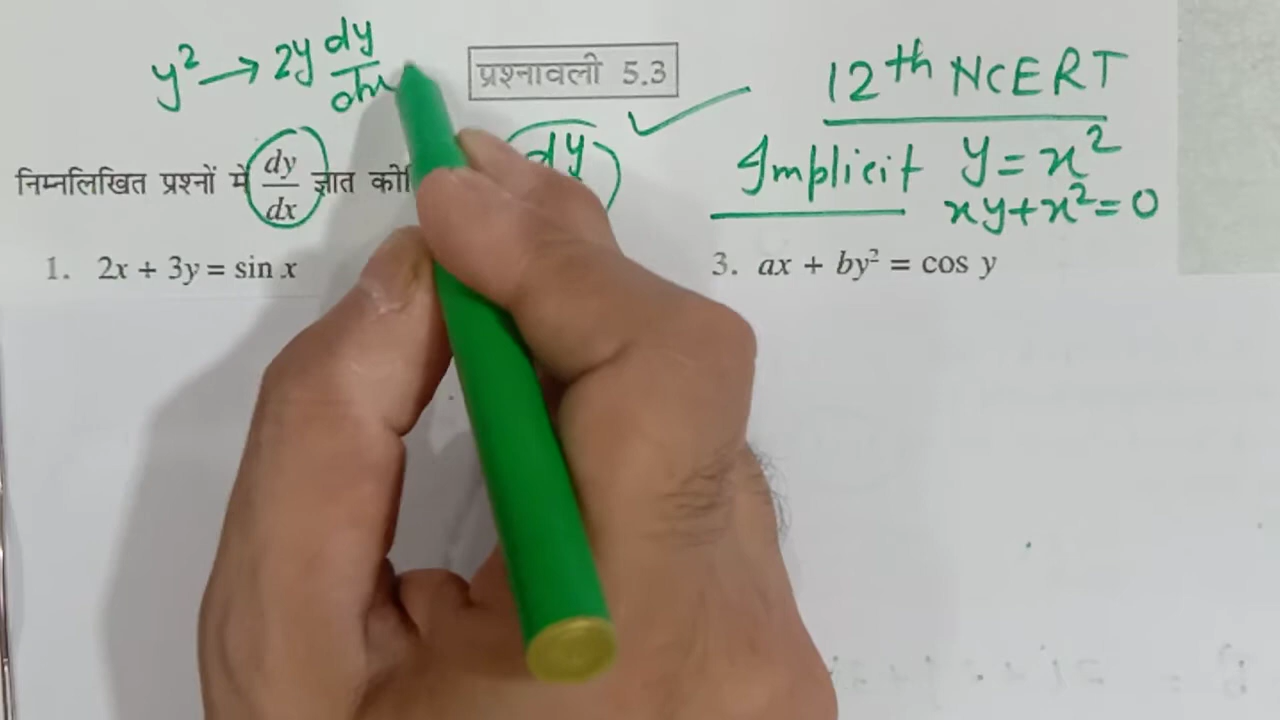 y² → 2y dy/dx
प्रश्नावली 5.3
12th NCERT
निम्नलिखित प्रश्नों में dy/dx ज्ञात
dy
Implicit y = x²
xy + x² = 0
1. 2x + 3y = sin x
3. ax + by² = cos y